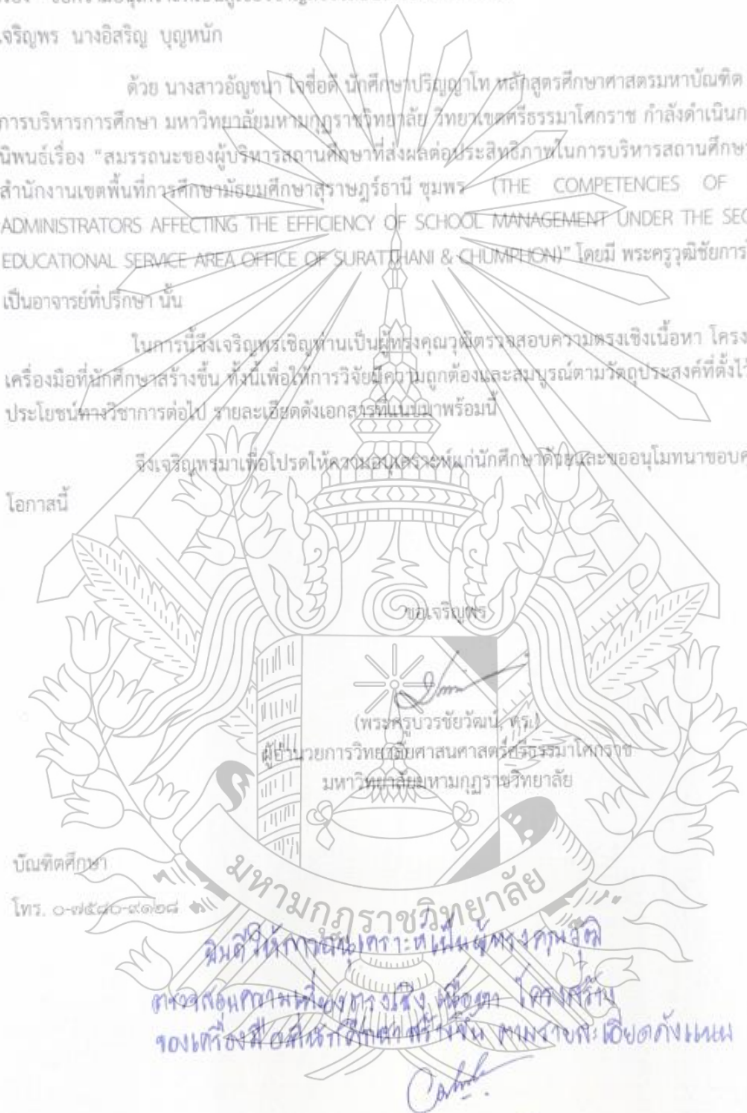 เจริญพร นางอิสริญ บุญหนัก
ด้วย นางสาวอัญชนา ใจซื่อดี นักศึกษาปริญญาโท หลักสูตรศึกษาศาสตรมหาบัณฑิต
การบริหารการศึกษา มหาวิทยาลัยมหามกุฏราชวิทยาลัย วิทยาเขตศรีธรรมาโศกราช กำลังดำเนินก
นิพนธ์เรื่อง “สมรรถนะของผู้บริหารสถานศึกษาที่ส่งผลต่อประสิทธิภาพในการบริหารสถานศึกษา
สำนักงานเขตพื้นที่การศึกษามัธยมศึกษาสุราษฎร์ธานี ชุมพร (THE COMPETENCIES OF
ADMINISTRATORS AFFECTING THE EFFICIENCY OF SCHOOL MANAGEMENT UNDER THE SEC
EDUCATIONAL SERVICE AREA OFFICE OF SURATTHANI & CHUMPHON)” โดยมี พระครูวุฒิชัยการ
เป็นอาจารย์ที่ปรึกษา นั้น
ในการนี้จึงเจริญพรเชิญท่านเป็นผู้ทรงคุณวุฒิตรวจสอบความตรงเชิงเนื้อหา โครง
เครื่องมือที่นักศึกษาสร้างขึ้น ทั้งนี้เพื่อให้การวิจัยมีความถูกต้องและสมบูรณ์ตามวัตถุประสงค์ที่ตั้งไว้
ประโยชน์ทางวิชาการต่อไป รายละเอียดดังเอกสารที่แนบมาพร้อมนี้
จึงเจริญพรมาเพื่อโปรดให้ความอนุเคราะห์แก่นักศึกษาด้วยและขออนุโมทนาขอบค
โอกาสนี้
ขอเจริญพร
(พระครูบวรชัยวัฒน์, ดร.)
ผู้อำนวยการวิทยาลัยศาสนศาสตร์ศรีธรรมาโศกราช
มหาวิทยาลัยมหามกุฏราชวิทยาลัย
บัณฑิตศึกษา
โทร. ๐-๗๕๘๐-๙๑๒๘
มหามกุฏราชวิทยาลัย
ยินดีให้การอนุเคราะห์เป็นผู้ทรงคุณวุฒิ
ตรวจสอบความเที่ยงตรงเชิงเนื้อหา โครงสร้าง
ของเครื่องมือที่นักศึกษาสร้างขึ้น ตามรายละเอียดดังแนบ